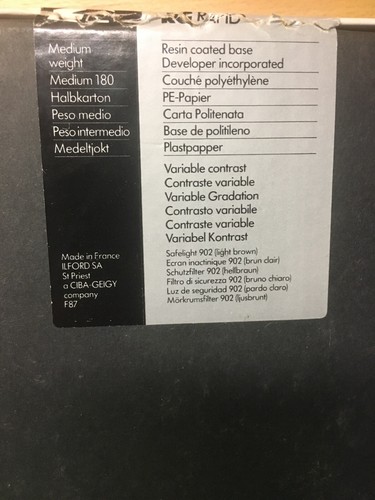 RAPID
Medium
weight
Medium 180
Halbkarton
Peso medio
Peso intermedio
Medeltjokt
Resin coated base
Developer incorporated
Couché polyéthylène
PE-Papier
Carta Politenata
Base de politileno
Plastpapper
Variable contrast
Contraste variable
Variable Gradation
Contrasto variabile
Contraste variable
Variabel Kontrast
Made in France
ILFORD SA
St Priest
a CIBA-GEIGY
company
F87
Safelight 902 (light brown)
Ecran inactinique 902 (brun clair)
Schutzfilter 902 (hellbraun)
Filtro di sicurezza 902 (bruno chiaro)
Luz de seguridad 902 (pardo claro)
Mörkrumsfilter 902 (ljusbrunt)